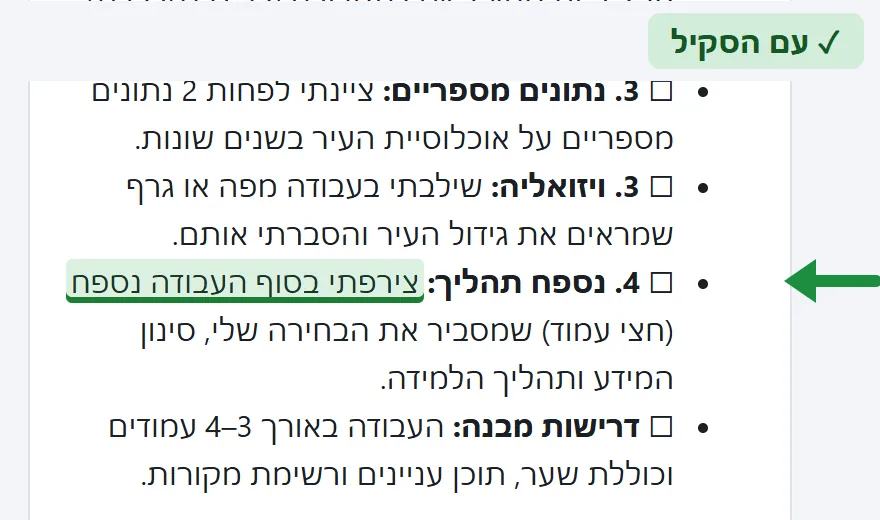 ✓ עם הסקיל
☐ 3. נתונים מספריים: ציינתי לפחות 2 נתונים
מספריים על אוכלוסיית העיר בשנים שונות.
☐ 3. ויזואליה: שילבתי בעבודה מפה או גרף
שמראים את גידול העיר והסברתי אותם.
☐ 4. נספח תהליך: צירפתי בסוף העבודה נספח
(חצי עמוד) שמסביר את הבחירה שלי, סינון
המידע ותהליך הלמידה.
☐ דרישות מבנה: העבודה באורך 3–4 עמודים
וכוללת שער, תוכן עניינים ורשימת מקורות.